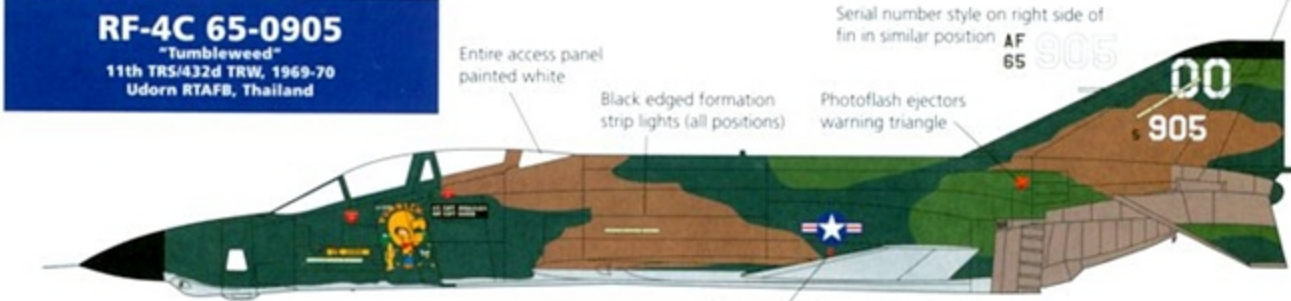 RF-4C 65-0905
"Tumbleweed"
11th TRS/432d TRW, 1969-70
Udorn RTAFB, Thailand
Entire access panel
painted white
Black edged formation
strip lights (all positions)
Serial number style on right side of
fin in similar position
AF
65 905
Photoflash ejectors
warning triangle
OO
905